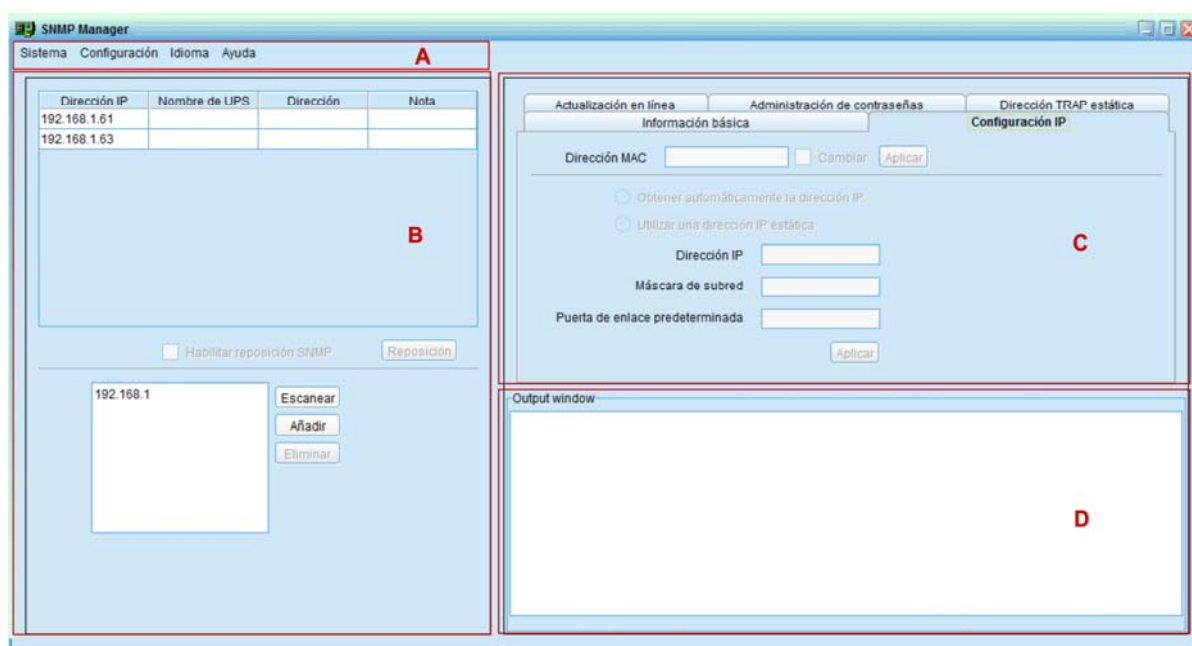 SNMP Manager
Sistema Configuración Idioma Ayuda
A
Dirección IP Nombre de UPS Dirección Nota
192.168.1.61
192.168.1.63
B
Habilitar reposición SNMP Reposición
192.168.1
Escanear
Añadir
Eliminar
Actualización en línea Administración de contraseñas Dirección TRAP estática
Información básica Configuración IP
Dirección MAC Cambiar Aplicar
Obtener automáticamente la dirección IP
Utilizar una dirección IP estática
C
Dirección IP
Máscara de subred
Puerta de enlace predeterminada
Aplicar
Output window
D